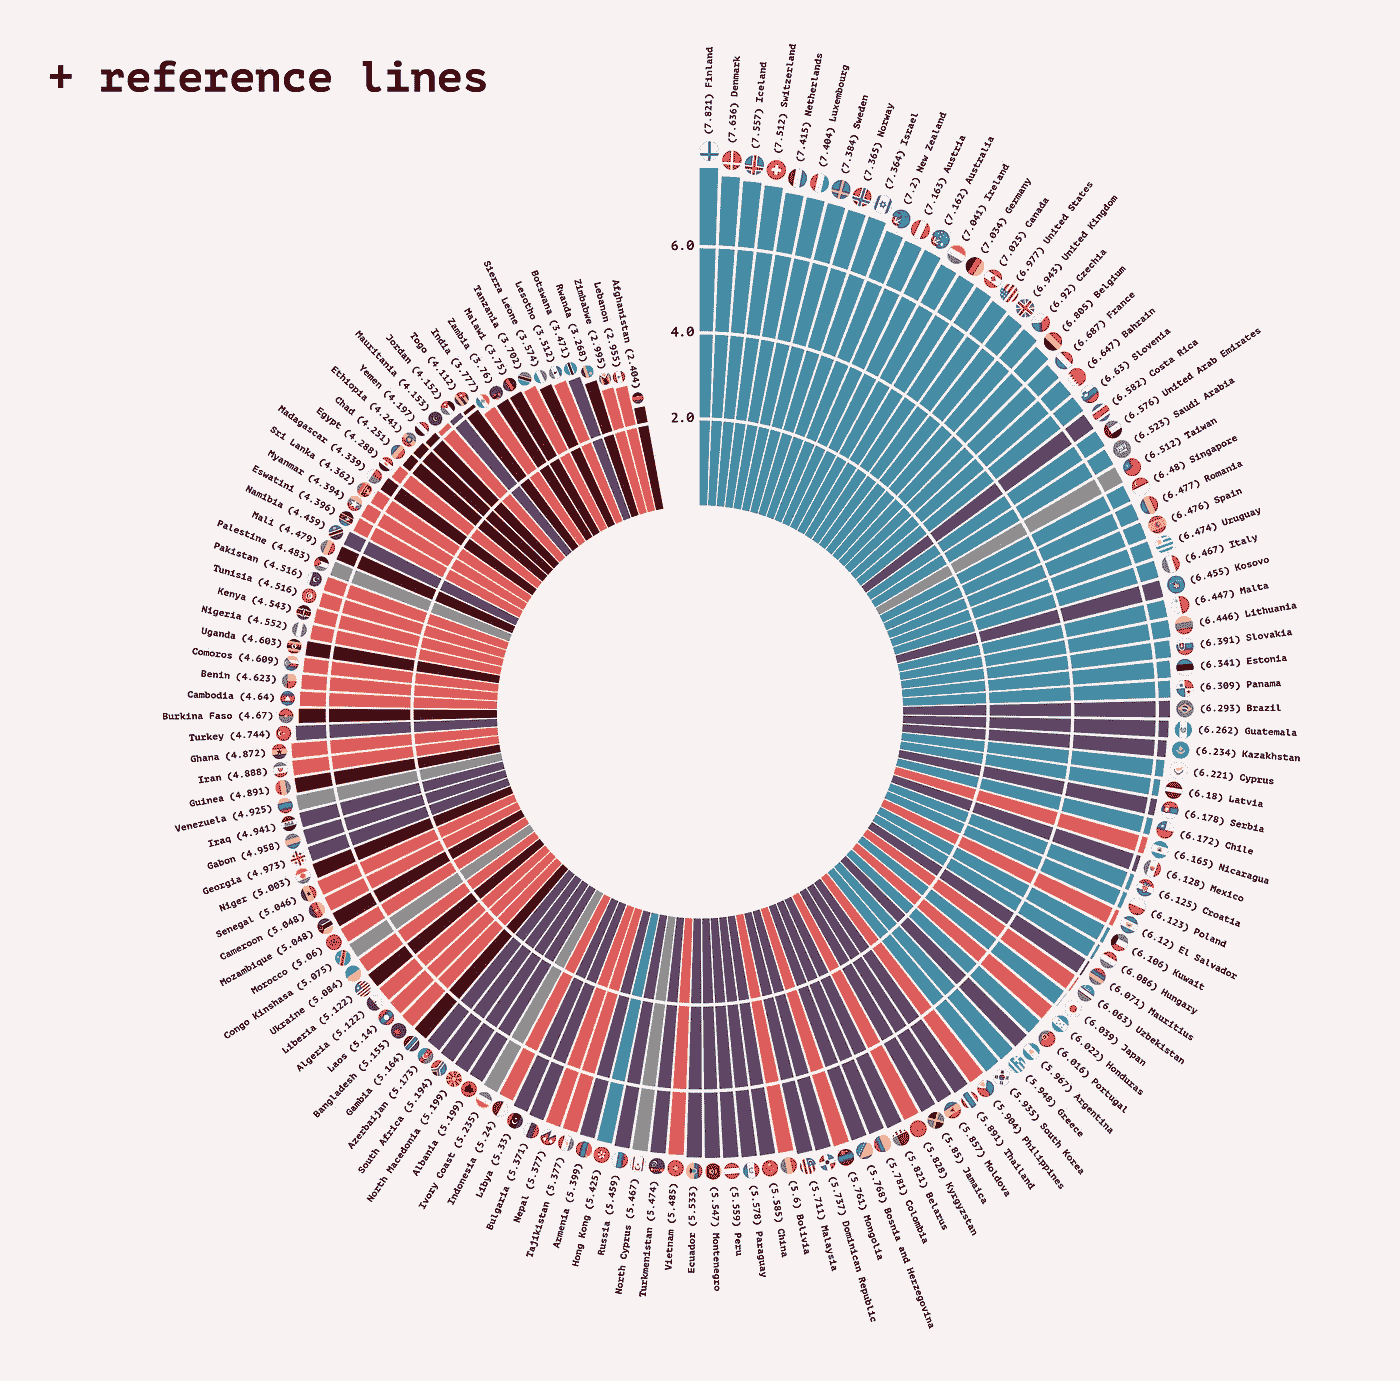 + reference lines
6.0
4.0
2.0
(7.821) Finland
(7.636) Denmark
(7.557) Iceland
(7.512) Switzerland
(7.415) Netherlands
(7.404) Luxembourg
(7.384) Sweden
(7.365) Norway
(7.364) Israel
(7.2) New Zealand
(7.163) Austria
(7.162) Australia
(7.041) Ireland
(7.034) Germany
(7.025) Canada
(6.977) United States
(6.943) United Kingdom
(6.92) Czechia
(6.805) Belgium
(6.687) France
(6.647) Bahrain
(6.63) Slovenia
(6.582) Costa Rica
(6.576) United Arab Emirates
(6.523) Saudi Arabia
(6.512) Taiwan
(6.48) Singapore
(6.477) Romania
(6.476) Spain
(6.474) Uruguay
(6.467) Italy
(6.455) Kosovo
(6.447) Malta
(6.446) Lithuania
(6.391) Slovakia
(6.341) Estonia
(6.309) Panama
(6.293) Brazil
(6.262) Guatemala
(6.234) Kazakhstan
(6.221) Cyprus
(6.18) Latvia
(6.178) Serbia
(6.172) Chile
(6.165) Nicaragua
(6.128) Mexico
(6.125) Croatia
(6.123) Poland
(6.12) El Salvador
(6.106) Kuwait
(6.086) Hungary
(6.071) Mauritius
(6.063) Uzbekistan
(6.039) Japan
(6.022) Honduras
(6.016) Portugal
(5.967) Argentina
(5.948) Greece
(5.935) South Korea
(5.904) Philippines
(5.891) Thailand
(5.857) Moldova
(5.85) Jamaica
(5.828) Kyrgyzstan
(5.821) Belarus
(5.781) Colombia
(5.768) Bosnia and Herzegovina
(5.761) Mongolia
(5.737) Dominican Republic
(5.711) Malaysia
(5.6) Bolivia
(5.585) China
(5.578) Paraguay
(5.559) Peru
(5.547) Montenegro
Ecuador (5.533)
Vietnam (5.485)
Turkmenistan (5.474)
North Cyprus (5.467)
Russia (5.459)
Hong Kong (5.425)
Armenia (5.399)
Tajikistan (5.377)
Nepal (5.377)
Bulgaria (5.371)
Libya (5.33)
Indonesia (5.24)
Ivory Coast (5.235)
Albania (5.199)
North Macedonia (5.199)
South Africa (5.194)
Azerbaijan (5.173)
Gambia (5.164)
Bangladesh (5.155)
Laos (5.14)
Algeria (5.122)
Liberia (5.122)
Ukraine (5.084)
Congo Kinshasa (5.075)
Morocco (5.06)
Mozambique (5.048)
Cameroon (5.048)
Senegal (5.046)
Niger (5.003)
Georgia (4.973)
Gabon (4.958)
Iraq (4.941)
Venezuela (4.925)
Guinea (4.891)
Iran (4.888)
Ghana (4.872)
Turkey (4.744)
Burkina Faso (4.67)
Cambodia (4.64)
Benin (4.623)
Comoros (4.609)
Uganda (4.603)
Nigeria (4.552)
Kenya (4.543)
Tunisia (4.516)
Pakistan (4.516)
Palestine (4.483)
Mali (4.479)
Namibia (4.459)
Eswatini (4.396)
Myanmar (4.394)
Sri Lanka (4.362)
Madagascar (4.339)
Egypt (4.288)
Chad (4.251)
Ethiopia (4.241)
Yemen (4.197)
Mauritania (4.153)
Jordan (4.152)
Togo (4.112)
India (3.777)
Zambia (3.76)
Malawi (3.75)
Tanzania (3.702)
Sierra Leone (3.574)
Lesotho (3.512)
Botswana (3.471)
Rwanda (3.268)
Zimbabwe (2.995)
Lebanon (2.955)
Afghanistan (2.404)